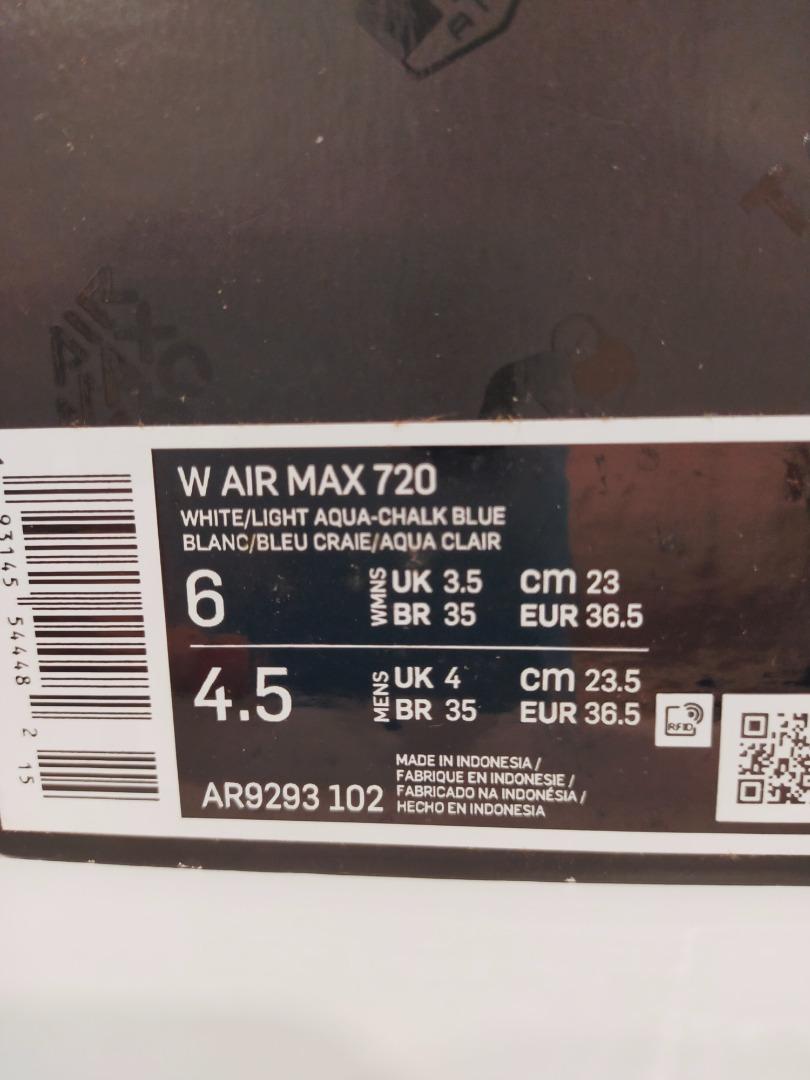 W AIR MAX 720
WHITE/LIGHT AQUA-CHALK BLUE
BLANC/BLEU CRAIE/AQUA CLAIR
6
WMNS
UK 3.5 cm 23
BR 35 EUR 36.5
4.5
MENS
UK 4 cm 23.5
BR 35 EUR 36.5
RFID
AR9293 102
MADE IN INDONESIA /
FABRIQUE EN INDONESIE /
FABRICADO NA INDONÉSIA /
HECHO EN INDONESIA
93145 54448 2 15